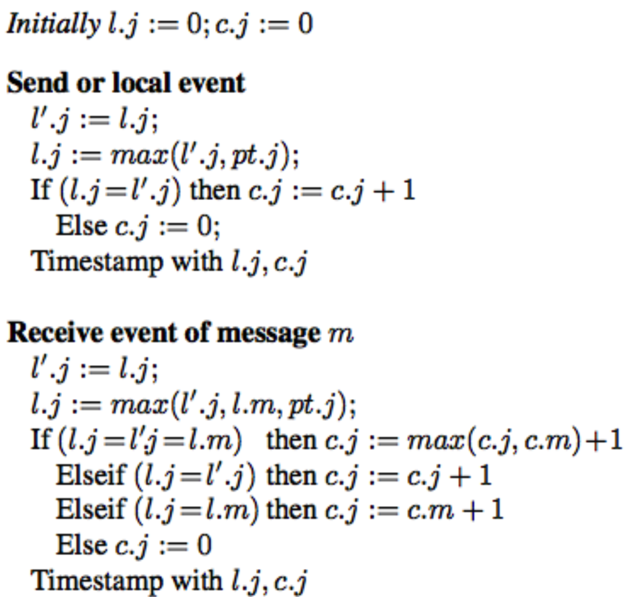 Initially l.j := 0; c.j := 0
Send or local event
l'.j := l.j;
l.j := max(l'.j, pt.j);
If (l.j=l'.j) then c.j := c.j + 1
Else c.j := 0;
Timestamp with l.j, c.j
Receive event of message m
l'.j := l.j;
l.j := max(l'.j, l.m, pt.j);
If (l.j=l'j=l.m) then c.j := max(c.j, c.m)+1
Elseif (l.j=l'.j) then c.j := c.j + 1
Elseif (l.j=l.m) then c.j := c.m + 1
Else c.j := 0
Timestamp with l.j, c.j